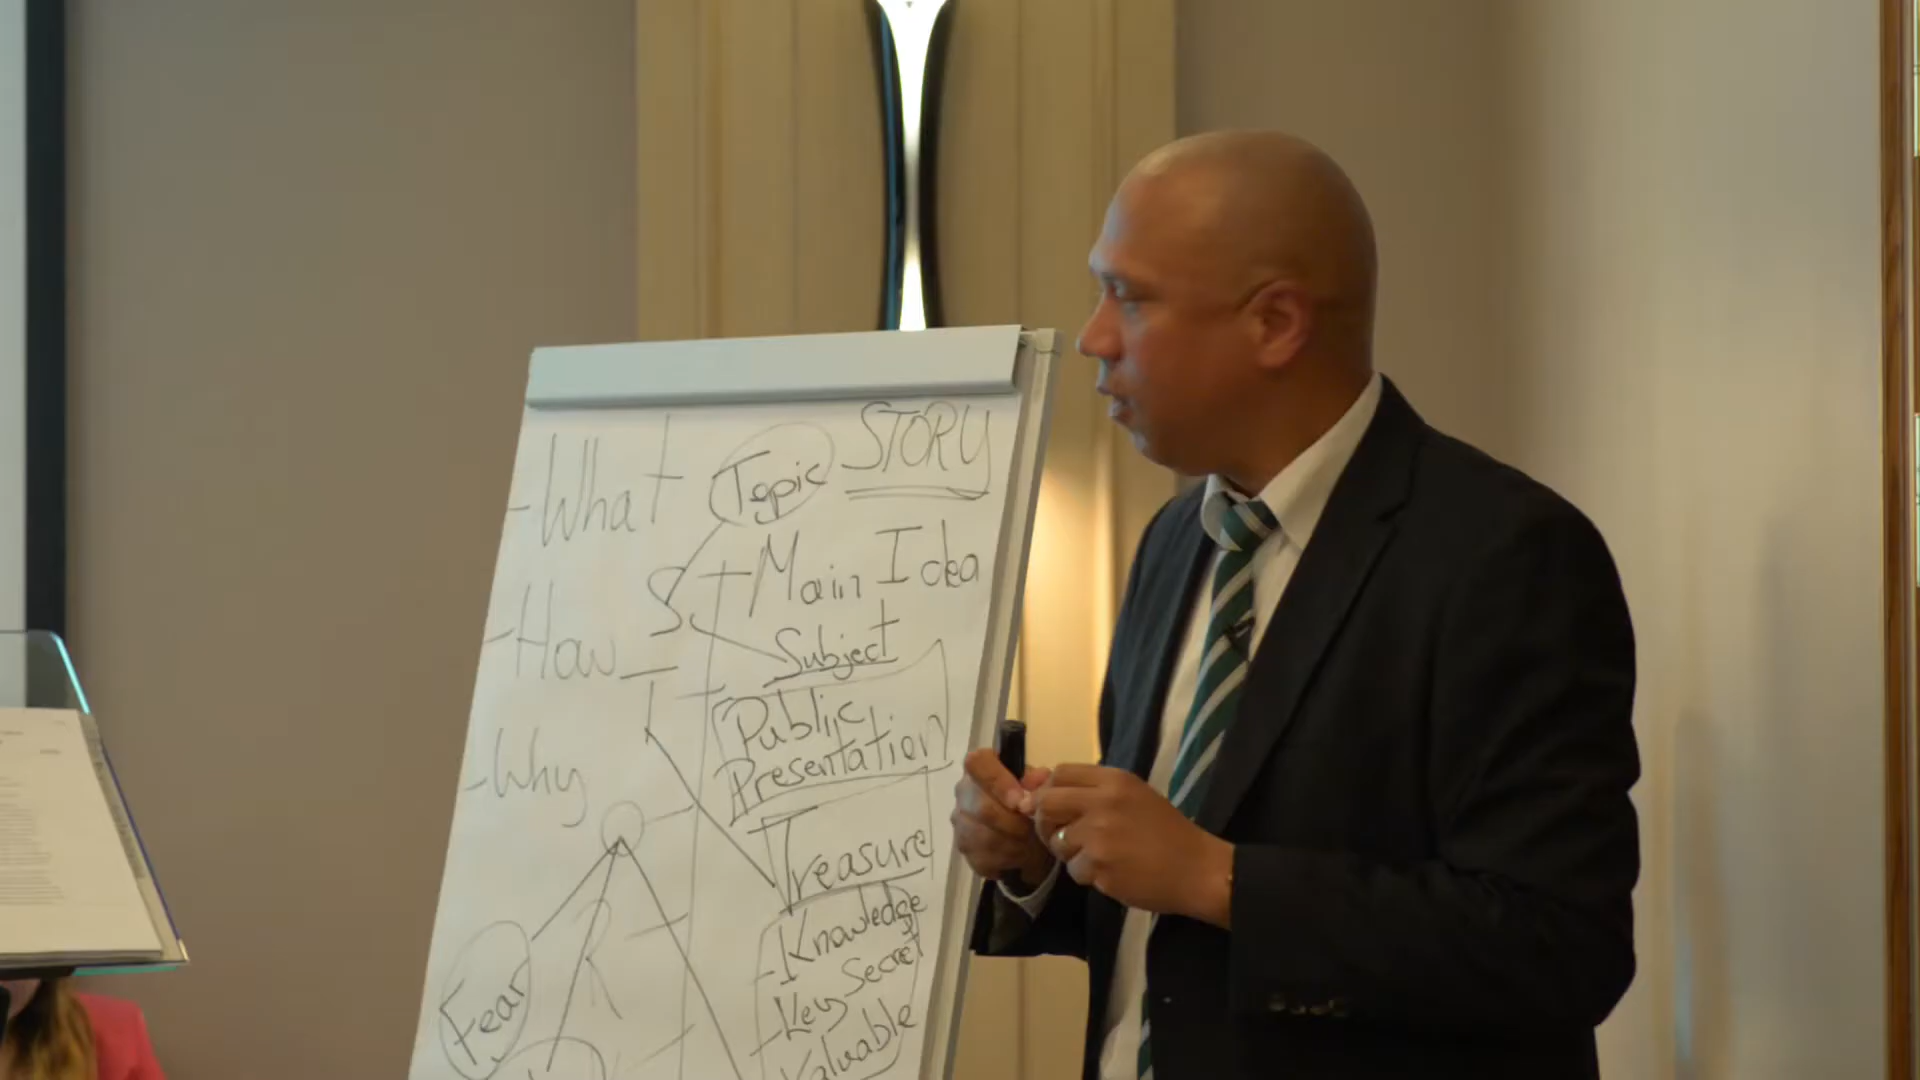 STORY
-What Topic
Main Idea
-How S
Subject
Public
Presentation
-Why
Treasure
-Knowledge
-Key Secret
Valuable
Fear
R